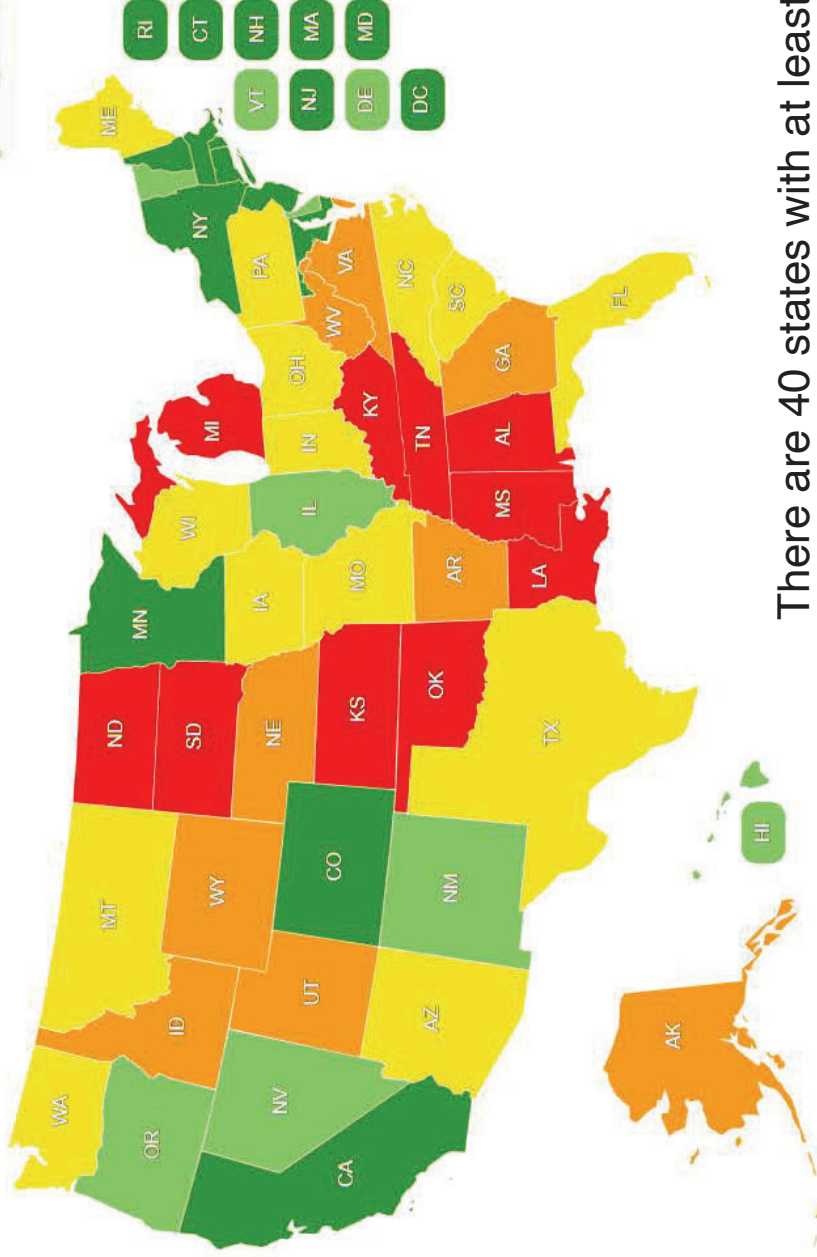 WA
MT
ND
MN
ME
OR
ID
SD
WI
MI
NY
RI
CT
WY
NE
IA
PA
VT
NH
NV
UT
IL
IN
OH
NJ
MA
CA
CO
KS
MO
KY
WV
VA
DE
MD
AZ
NM
OK
AR
TN
NC
SC
DC
MS
AL
GA
TX
LA
FL
AK
HI
There are 40 states with at least